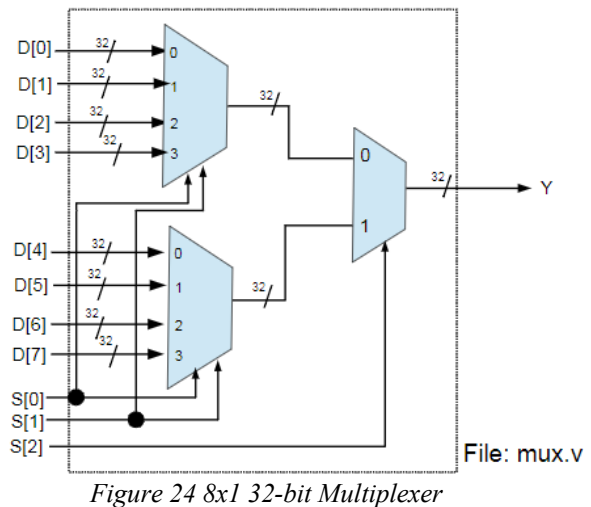 D[0] 32 0
D[1] 32 1
D[2] 32 2
D[3] 32 3
32
0
32 Y
1
D[4] 32 0
D[5] 32 1
32
D[6] 32 2
D[7] 32 3
S[0]
S[1]
S[2]
File: mux.v
Figure 24 8x1 32-bit Multiplexer